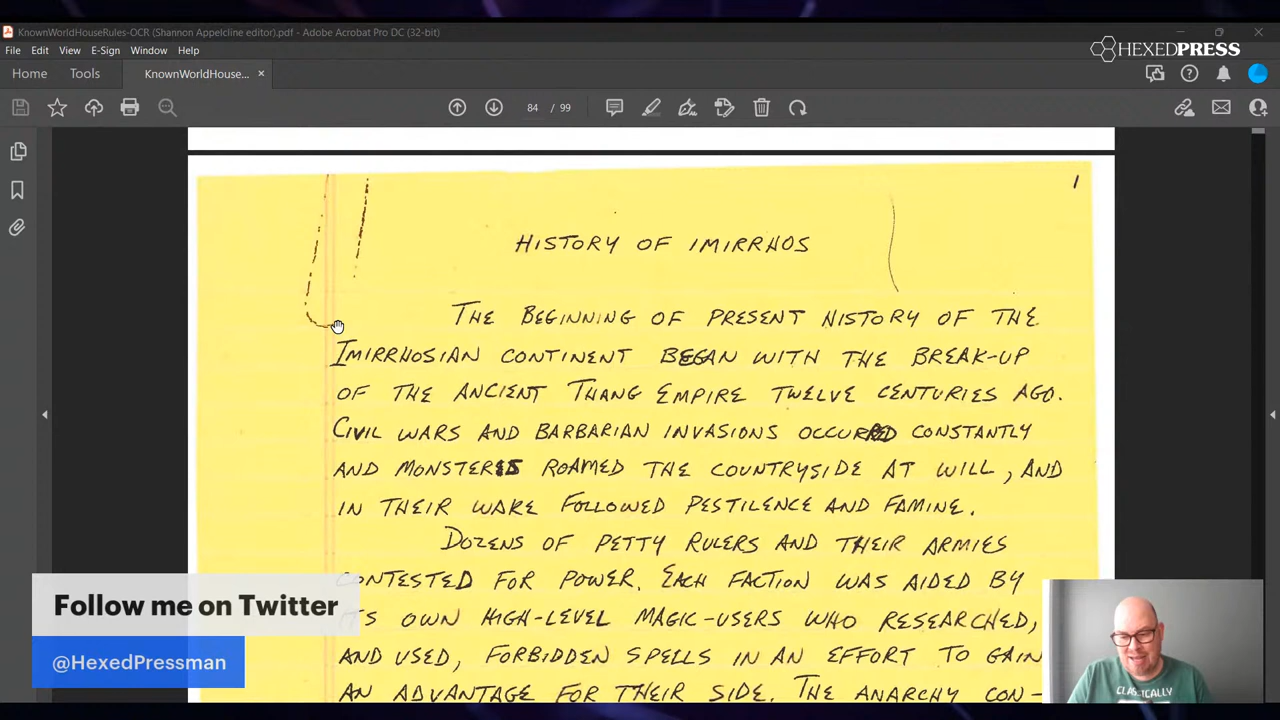 KnownWorldHouseRules-OCR (Shannon Appelcline editor).pdf - Adobe Acrobat Pro DC (32-bit)
File Edit View E-Sign Window Help
HEXEDPRESS
Home Tools KnownWorldHouse... ×
84 / 99
1
HISTORY OF IMIRRHOS
THE BEGINNING OF PRESENT HISTORY OF THE
IMIRRHOSIAN CONTINENT BEGAN WITH THE BREAK-UP
OF THE ANCIENT THANG EMPIRE TWELVE CENTURIES AGO.
CIVIL WARS AND BARBARIAN INVASIONS OCCURRED CONSTANTLY
AND MONSTERS ROAMED THE COUNTRYSIDE AT WILL, AND
IN THEIR WAKE FOLLOWED PESTILENCE AND FAMINE.
DOZENS OF PETTY RULERS AND THEIR ARMIES
CONTESTED FOR POWER. EACH FACTION WAS AIDED BY
ITS OWN HIGH-LEVEL MAGIC-USERS WHO RESEARCHED,
AND USED, FORBIDDEN SPELLS IN AN EFFORT TO GAIN
AN ADVANTAGE FOR THEIR SIDE. THE ANARCHY CON-
Follow me on Twitter
@HexedPressman
CLASSICALLY